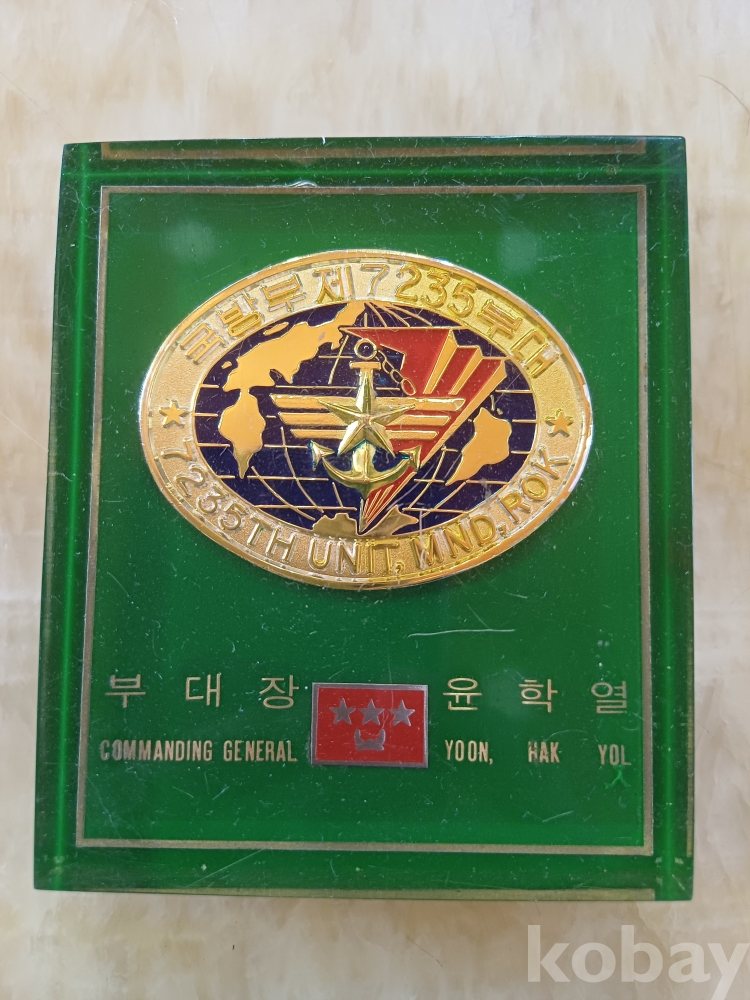 국방부제7235부대
7235TH UNIT, MND, ROK
부 대 장 윤 학 열
COMMANDING GENERAL YOON, HAK YOL
kobay